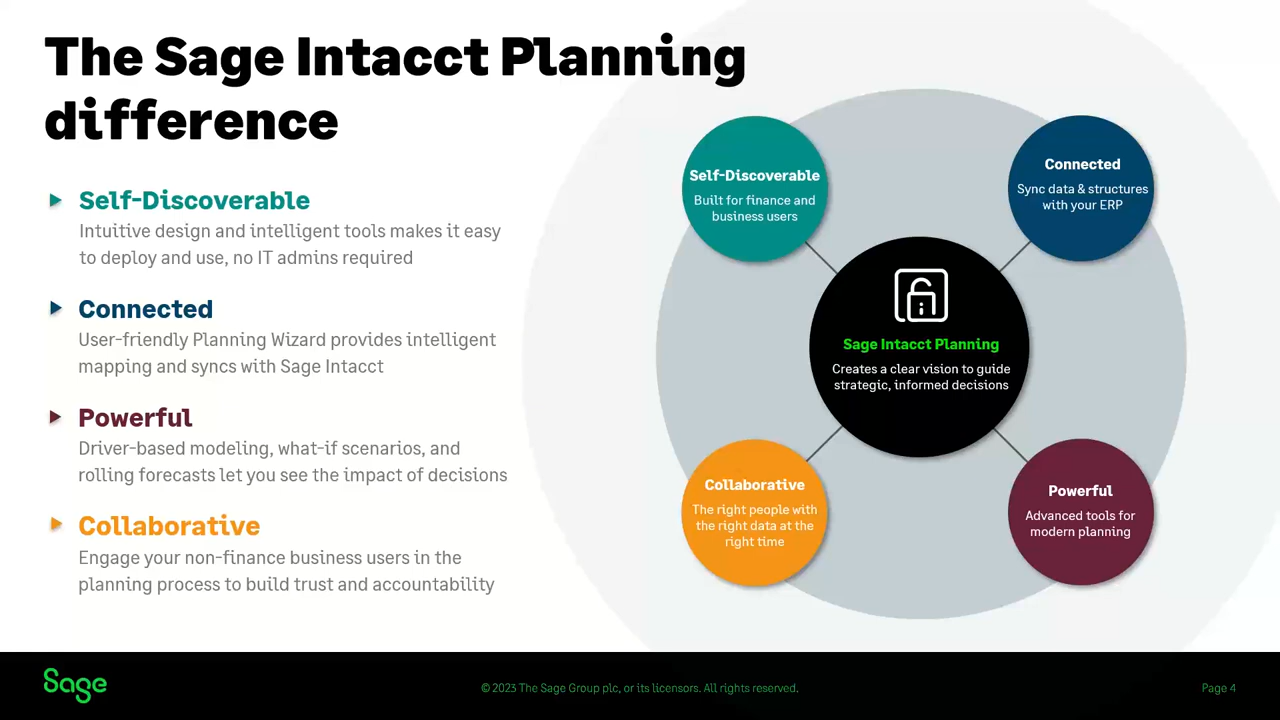 The Sage Intacct Planning
difference
Self-Discoverable
Intuitive design and intelligent tools makes it easy
to deploy and use, no IT admins required
Connected
User-friendly Planning Wizard provides intelligent
mapping and syncs with Sage Intacct
Powerful
Driver-based modeling, what-if scenarios, and
rolling forecasts let you see the impact of decisions
Collaborative
Engage your non-finance business users in the
planning process to build trust and accountability
Self-Discoverable
Built for finance and
business users
Connected
Sync data & structures
with your ERP
Sage Intacct Planning
Creates a clear vision to guide
strategic, informed decisions
Collaborative
The right people with
the right data at the
right time
Powerful
Advanced tools for
modern planning
Sage
© 2023 The Sage Group plc, or its licensors. All rights reserved.
Page 4